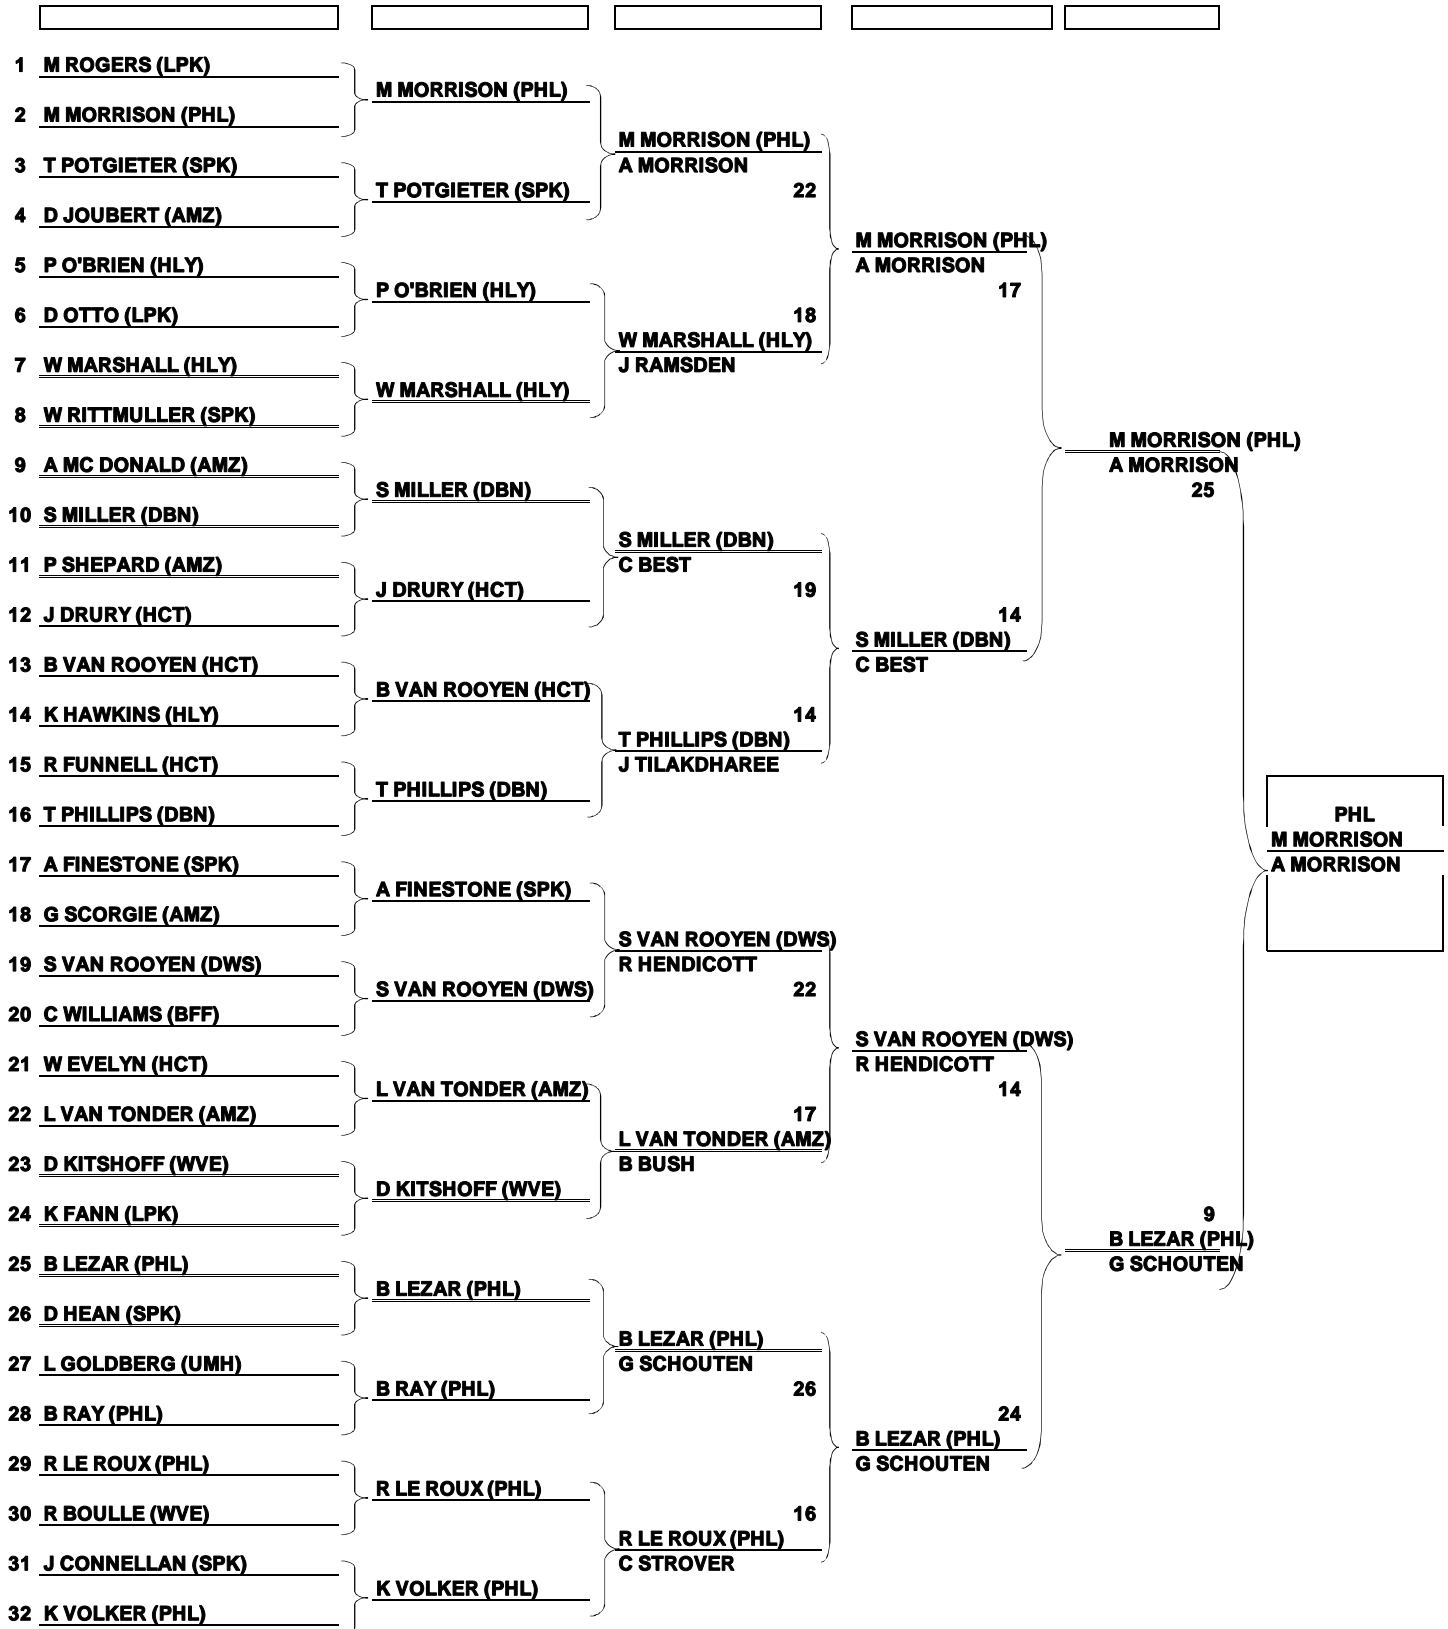 1 M ROGERS (LPK)
2 M MORRISON (PHL)
3 T POTGIETER (SPK)
4 D JOUBERT (AMZ)
5 P O'BRIEN (HLY)
6 D OTTO (LPK)
7 W MARSHALL (HLY)
8 W RITTMULLER (SPK)
9 A MC DONALD (AMZ)
10 S MILLER (DBN)
11 P SHEPARD (AMZ)
12 J DRURY (HCT)
13 B VAN ROOYEN (HCT)
14 K HAWKINS (HLY)
15 R FUNNELL (HCT)
16 T PHILLIPS (DBN)
17 A FINESTONE (SPK)
18 G SCORGIE (AMZ)
19 S VAN ROOYEN (DWS)
20 C WILLIAMS (BFF)
21 W EVELYN (HCT)
22 L VAN TONDER (AMZ)
23 D KITSHOFF (WVE)
24 K FANN (LPK)
25 B LEZAR (PHL)
26 D HEAN (SPK)
27 L GOLDBERG (UMH)
28 B RAY (PHL)
29 R LE ROUX (PHL)
30 R BOULLE (WVE)
31 J CONNELLAN (SPK)
32 K VOLKER (PHL)
M MORRISON (PHL)
T POTGIETER (SPK)
P O'BRIEN (HLY)
W MARSHALL (HLY)
S MILLER (DBN)
J DRURY (HCT)
B VAN ROOYEN (HCT)
T PHILLIPS (DBN)
A FINESTONE (SPK)
S VAN ROOYEN (DWS)
L VAN TONDER (AMZ)
D KITSHOFF (WVE)
B LEZAR (PHL)
B RAY (PHL)
R LE ROUX (PHL)
K VOLKER (PHL)
M MORRISON (PHL)
A MORRISON
22
18
W MARSHALL (HLY)
J RAMSDEN
S MILLER (DBN)
C BEST
19
14
T PHILLIPS (DBN)
J TILAKDHAREE
S VAN ROOYEN (DWS)
R HENDICOTT
22
17
L VAN TONDER (AMZ)
B BUSH
B LEZAR (PHL)
G SCHOUTEN
26
16
R LE ROUX (PHL)
C STROVER
M MORRISON (PHL)
A MORRISON
17
14
S MILLER (DBN)
C BEST
S VAN ROOYEN (DWS)
R HENDICOTT
14
24
B LEZAR (PHL)
G SCHOUTEN
M MORRISON (PHL)
A MORRISON
25
9
B LEZAR (PHL)
G SCHOUTEN
PHL
M MORRISON
A MORRISON